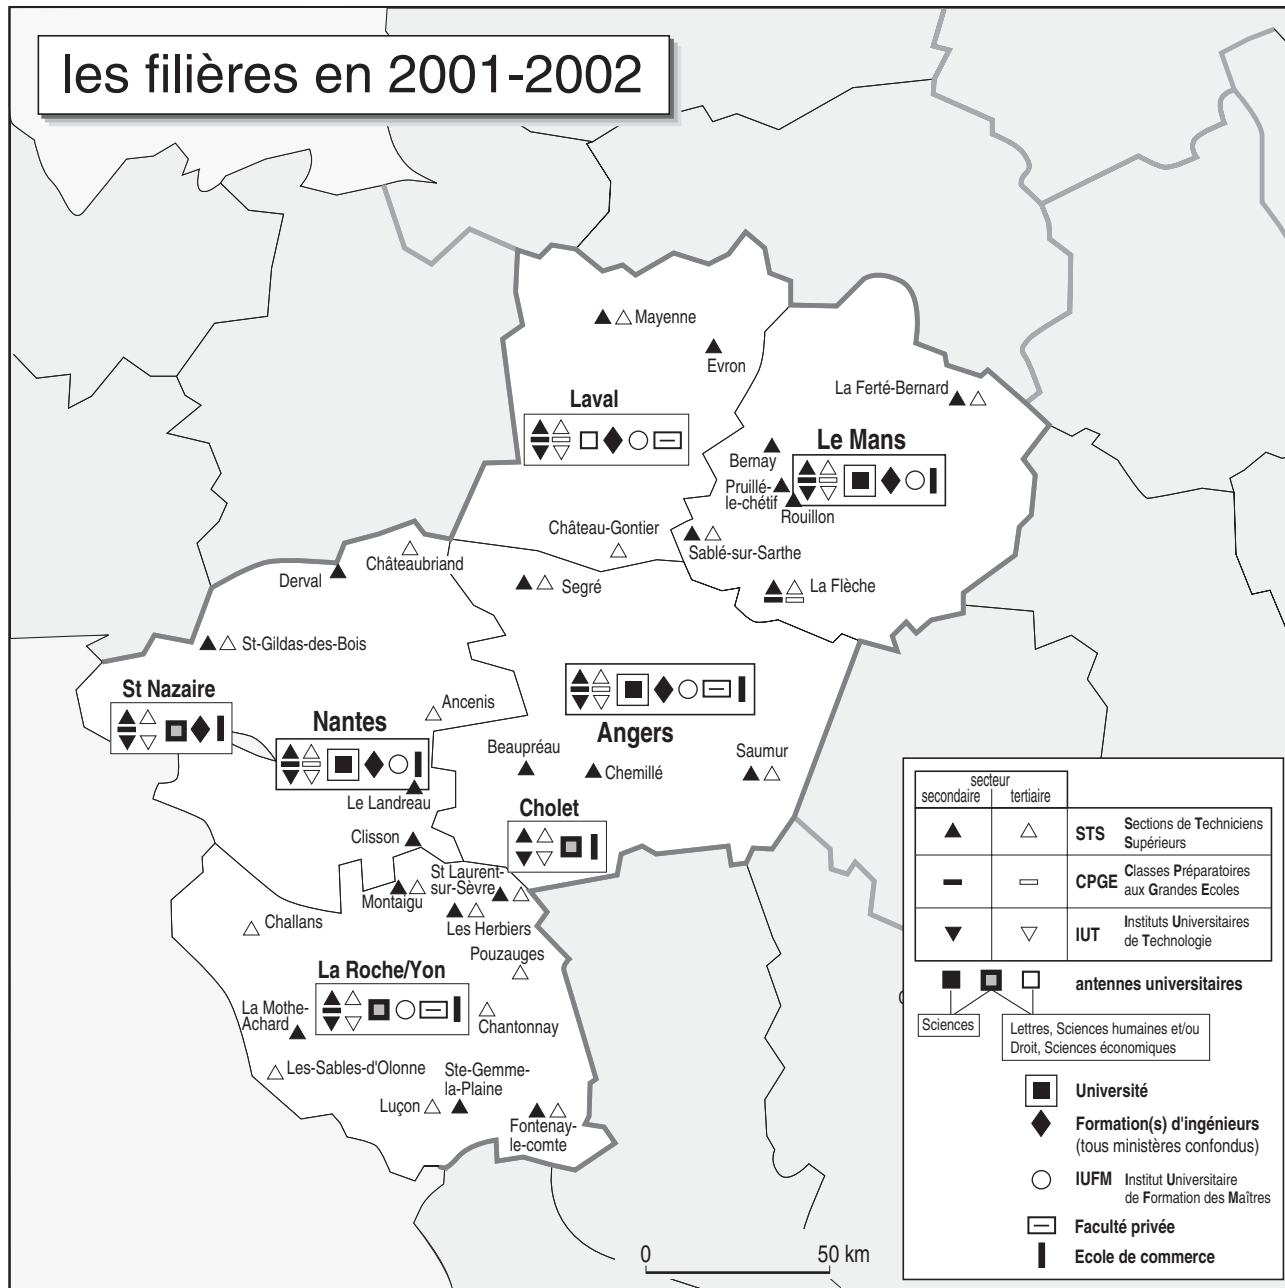 les filières en 2001-2002
Mayenne
Evron
La Ferté-Bernard
Laval
Le Mans
Bernay
Pruillé-
le-chétif
Rouillon
Château-Gontier
Sablé-sur-Sarthe
Châteaubriand
Derval
Segré
La Flèche
St-Gildas-des-Bois
St Nazaire
Ancenis
Nantes
Angers
Beaupréau
Chemillé
Saumur
Le Landreau
Cholet
Clisson
St Laurent-
sur-Sèvre
Montaigu
Challans
Les Herbiers
Pouzauges
La Roche/Yon
La Mothe-
Achard
Chantonnay
Les-Sables-d'Olonne
Ste-Gemme-
la-Plaine
Luçon
Fontenay-
le-comte
secteur
secondaire
tertiaire
STS
Sections de Techniciens
Supérieurs
CPGE
Classes Préparatoires
aux Grandes Ecoles
IUT
Instituts Universitaires
de Technologie
antennes universitaires
Sciences
Lettres, Sciences humaines et/ou
Droit, Sciences économiques
Université
Formation(s) d'ingénieurs
(tous ministères confondus)
IUFM
Institut Universitaire
de Formation des Maîtres
Faculté privée
Ecole de commerce
0
50 km